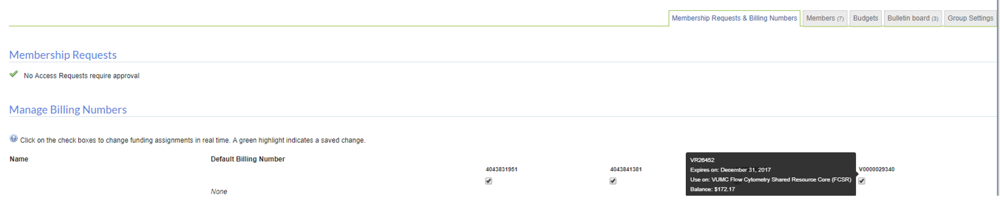 Membership Requests & Billing Numbers Members (7) Budgets Bulletin board (3) Group Settings
Membership Requests
No Access Requests require approval
Manage Billing Numbers
Click on the check boxes to change funding assignments in real time. A green highlight indicates a saved change.
Name Default Billing Number
4043831951 4043841381 V0000029340
VR26452
Expires on: December 31, 2017
Use on: VUMC Flow Cytometry Shared Resource Core (FCSR)
Balance: $172.17
None